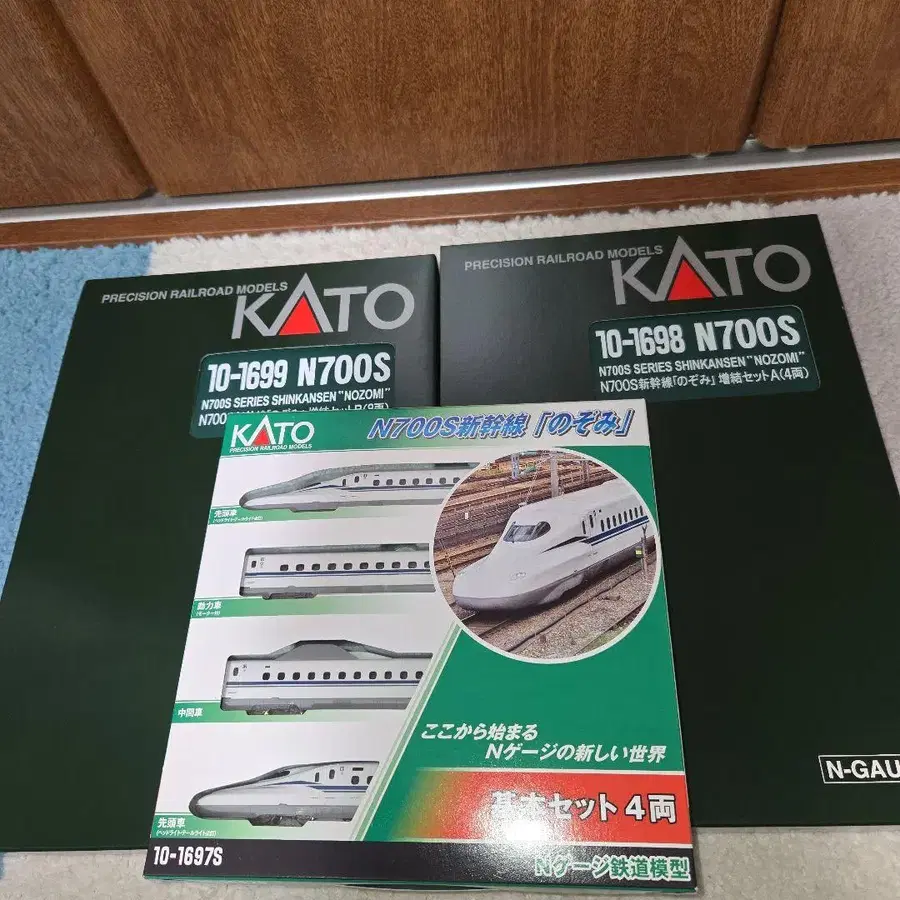 PRECISION RAILROAD MODELS
KATO
10-1699 N700S
N700S SERIES SHINKANSEN "NOZOMI"
PRECISION RAILROAD MODELS
KATO
10-1698 N700S
N700S SERIES SHINKANSEN "NOZOMI"
N700S新幹線「のぞみ」増結セットA(4両)
N-GAU
KATO
PRECISION RAILROAD MODELS
N700S新幹線「のぞみ」
先頭車
動力車
中間車
先頭車
ここから始まる
Nゲージの新しい世界
基本セット4両
10-1697S
Nゲージ鉄道模型